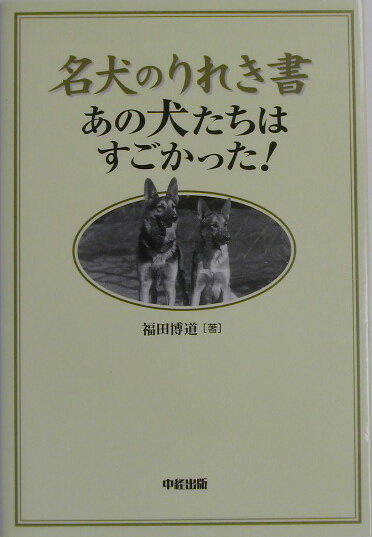 名犬のりれき書
あの犬たちは
すごかった!
福田博道[著]
中経出版